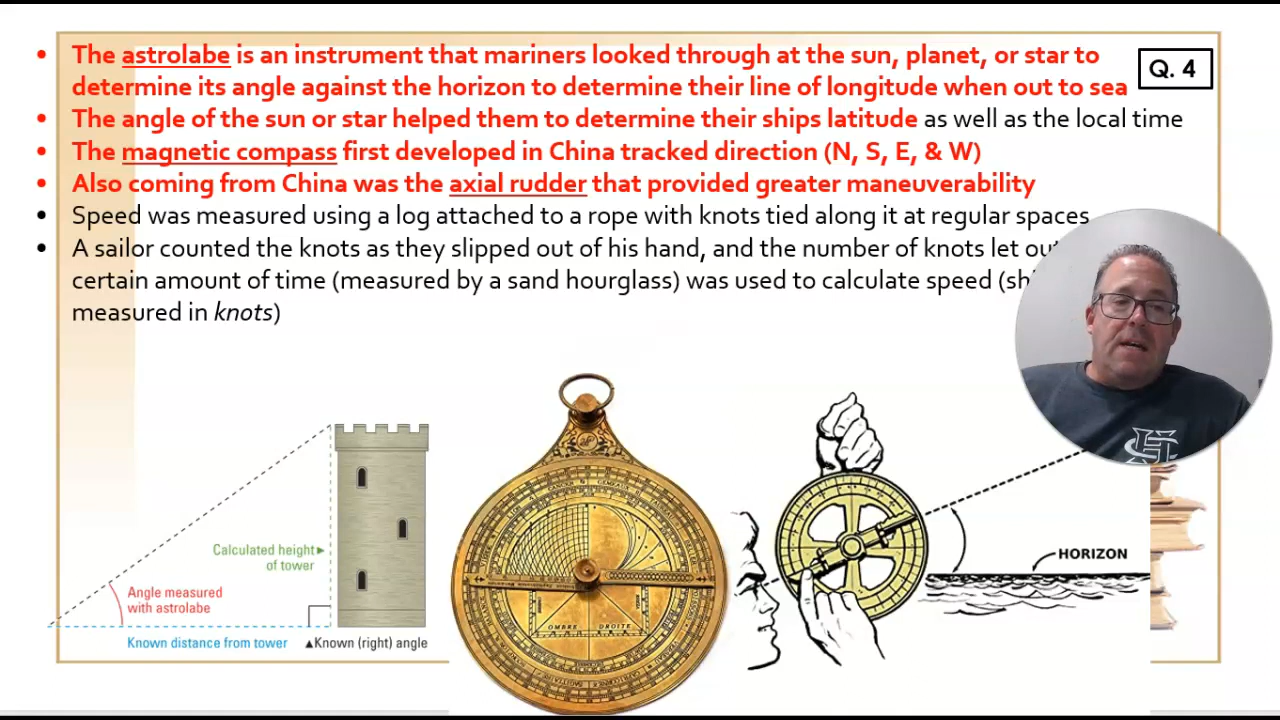 • The astrolabe is an instrument that mariners looked through at the sun, planet, or star to
determine its angle against the horizon to determine their line of longitude when out to sea
Q. 4
• The angle of the sun or star helped them to determine their ships latitude as well as the local time
• The magnetic compass first developed in China tracked direction (N, S, E, & W)
• Also coming from China was the axial rudder that provided greater maneuverability
• Speed was measured using a log attached to a rope with knots tied along it at regular spaces
• A sailor counted the knots as they slipped out of his hand, and the number of knots let
certain amount of time (measured by a sand hourglass) was used to calculate speed
measured in knots)
Calculated height▶
of tower
Angle measured
with astrolabe
Known distance from tower
▲Known (right) angle
OMBRE DROITE
HORIZON